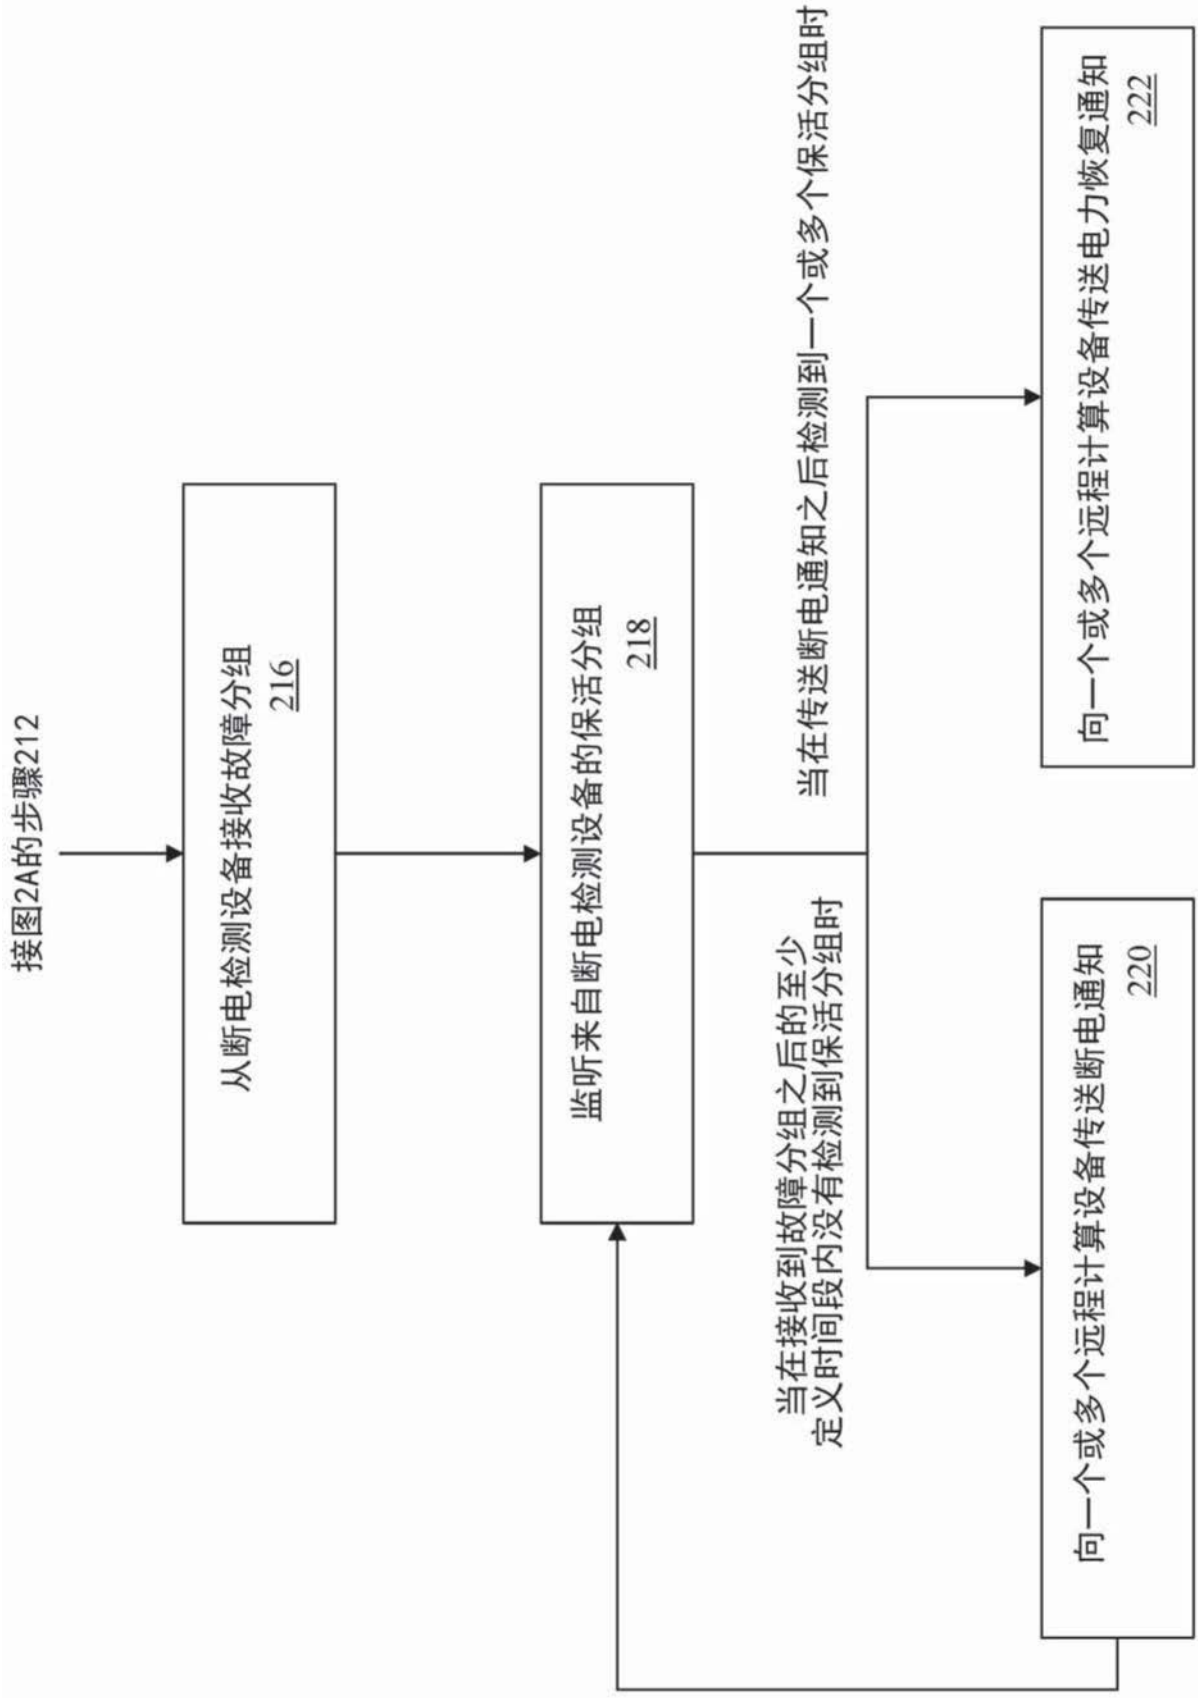 接图2A的步骤212
从断电检测设备接收故障分组
216
监听来自断电检测设备的保活分组
218
当在接收到故障分组之后的至少
定义时间段内没有检测到保活分组时
当在传送断电通知之后检测到一个或多个保活分组时
向一个或多个远程计算设备传送断电通知
220
向一个或多个远程计算设备传送电力恢复通知
222